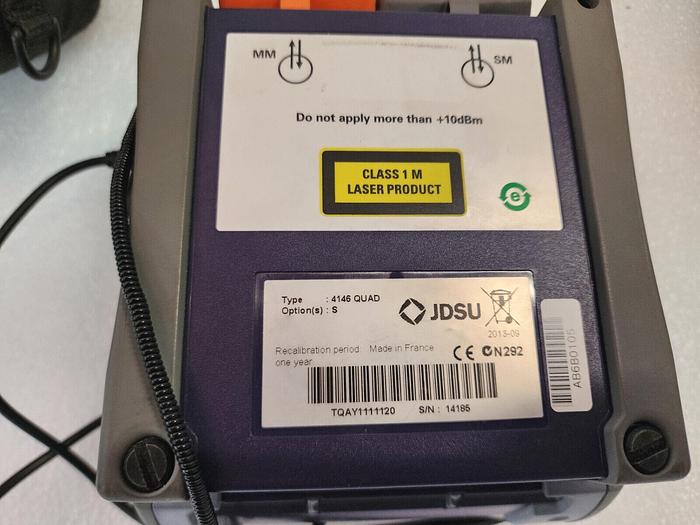 MM
SM
Do not apply more than +10dBm
CLASS 1 M
LASER PRODUCT
e
Type : 4146 QUAD
Option(s) : S
JDSU
2013-09
Recalibration period: Made in France
one year
CE N292
TQAY1111120 S/N : 14185
AB6B0105